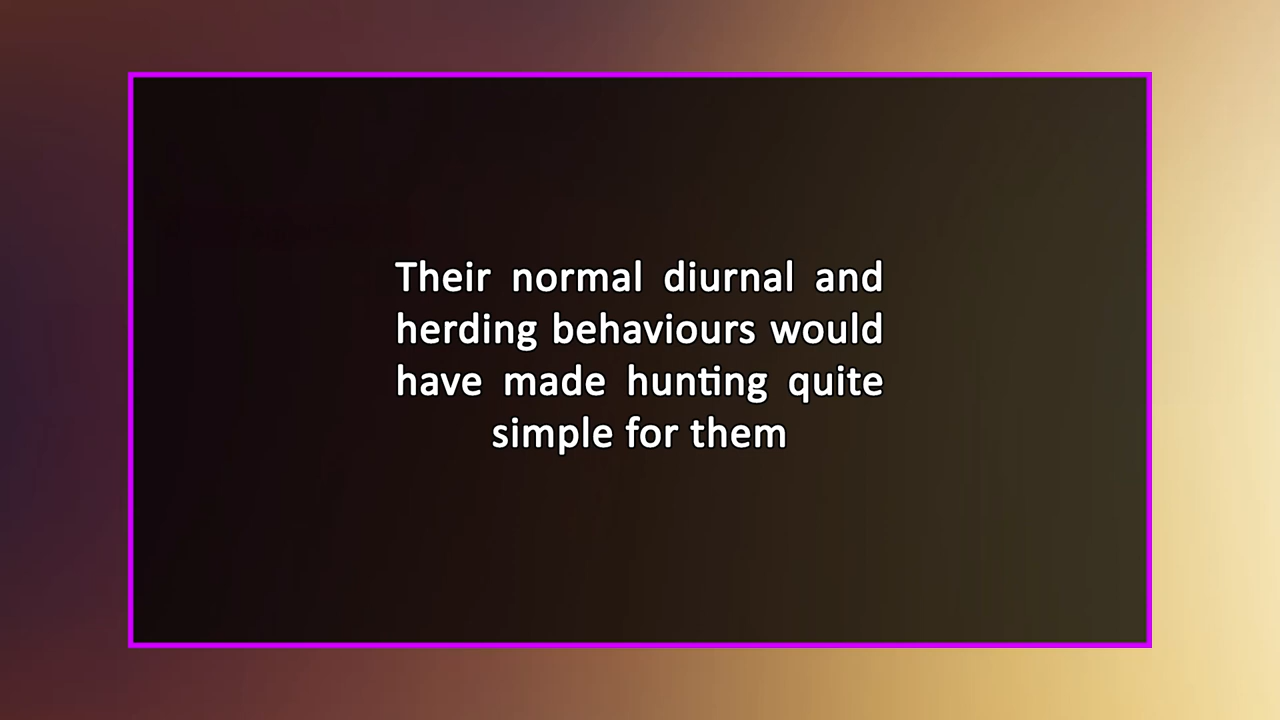 Their normal diurnal and
herding behaviours would
have made hunting quite
simple for them